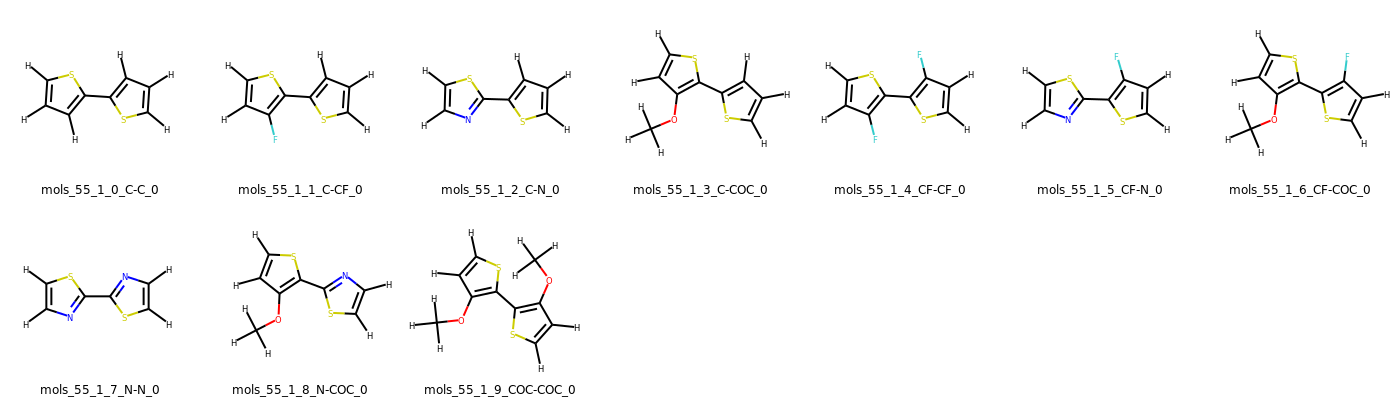 mols_55_1_0_C-C_0
mols_55_1_1_C-CF_0
mols_55_1_2_C-N_0
mols_55_1_3_C-COC_0
mols_55_1_4_CF-CF_0
mols_55_1_5_CF-N_0
mols_55_1_6_CF-COC_0
mols_55_1_7_N-N_0
mols_55_1_8_N-COC_0
mols_55_1_9_COC-COC_0